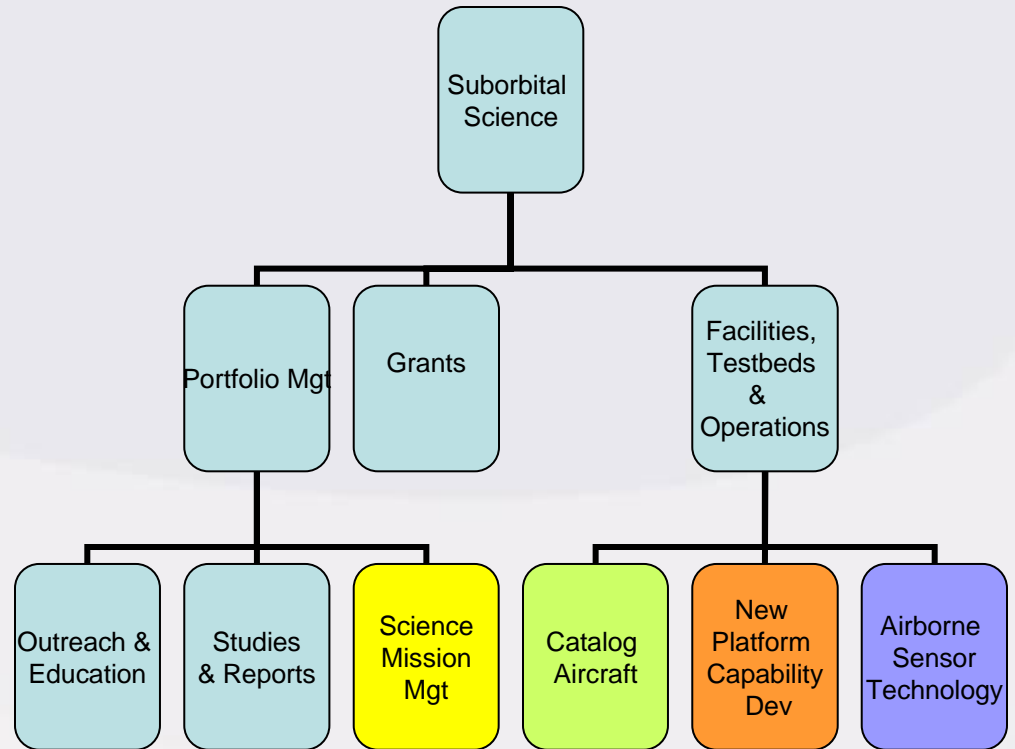 Suborbital
Science
Portfolio Mgt
Grants
Facilities,
Testbeds
&
Operations
Outreach &
Education
Studies
& Reports
Science
Mission
Mgt
Catalog
Aircraft
New
Platform
Capability
Dev
Airborne
Sensor
Technology